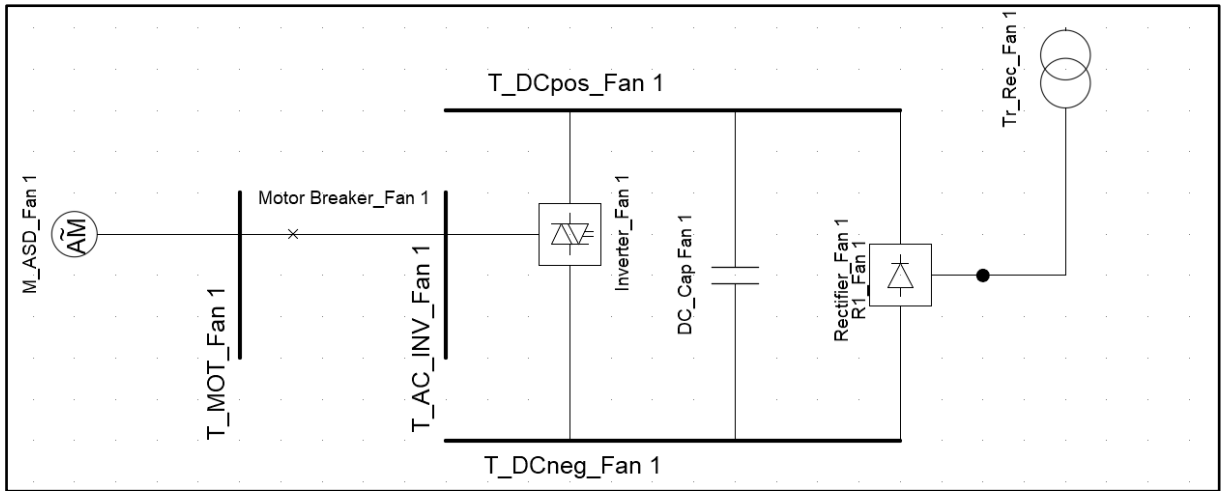 T_DCpos_Fan 1
Tr_Rec_Fan 1
M_ASD_Fan 1
AM
~
Motor Breaker_Fan 1
T_MOT_Fan 1
T_AC_INV_Fan 1
Inverter_Fan 1
DC_Cap Fan 1
Rectifier_Fan 1
R1_Fan 1
T_DCneg_Fan 1